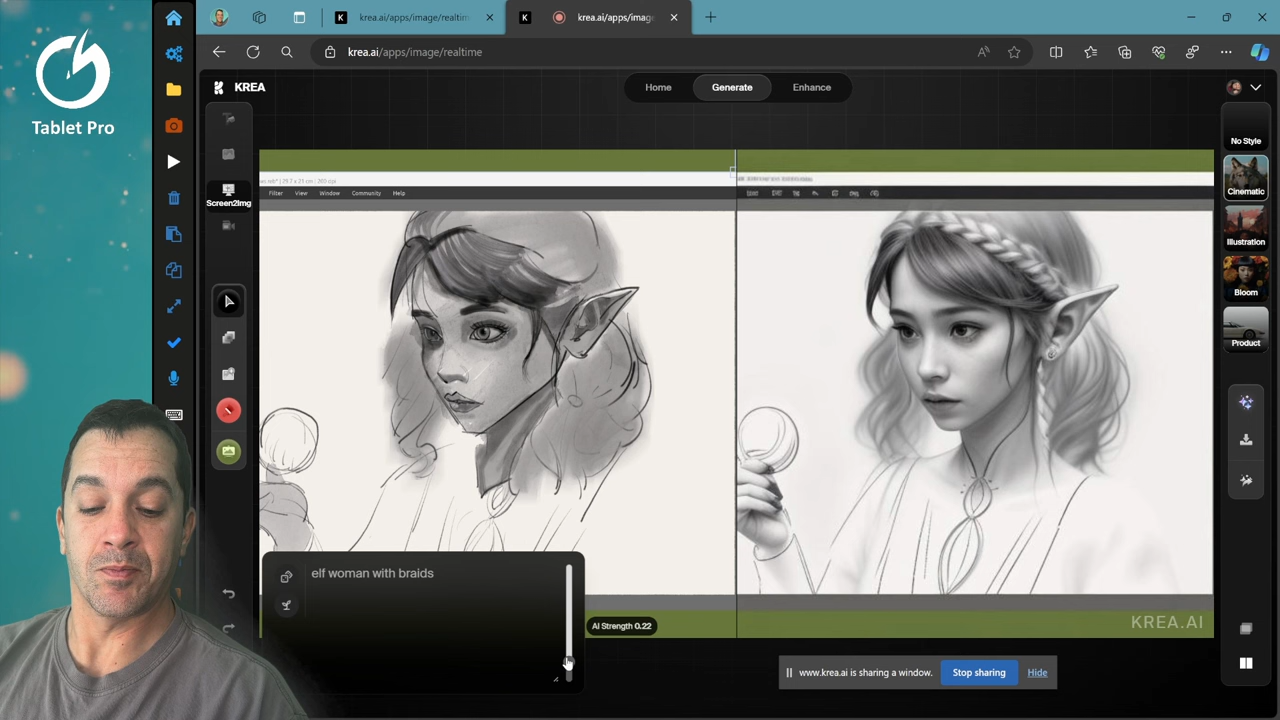 Tablet Pro
krea.ai/apps/image/realtim
krea.ai/apps/imag
krea.ai/apps/image/realtime
KREA
Home
Generate
Enhance
Screen2Img
Filter View Window Community Help
No Style
Cinematic
Illustration
Bloom
Product
elf woman with braids
AI Strength 0.22
KREA.AI
www.krea.ai is sharing a window.
Stop sharing
Hide